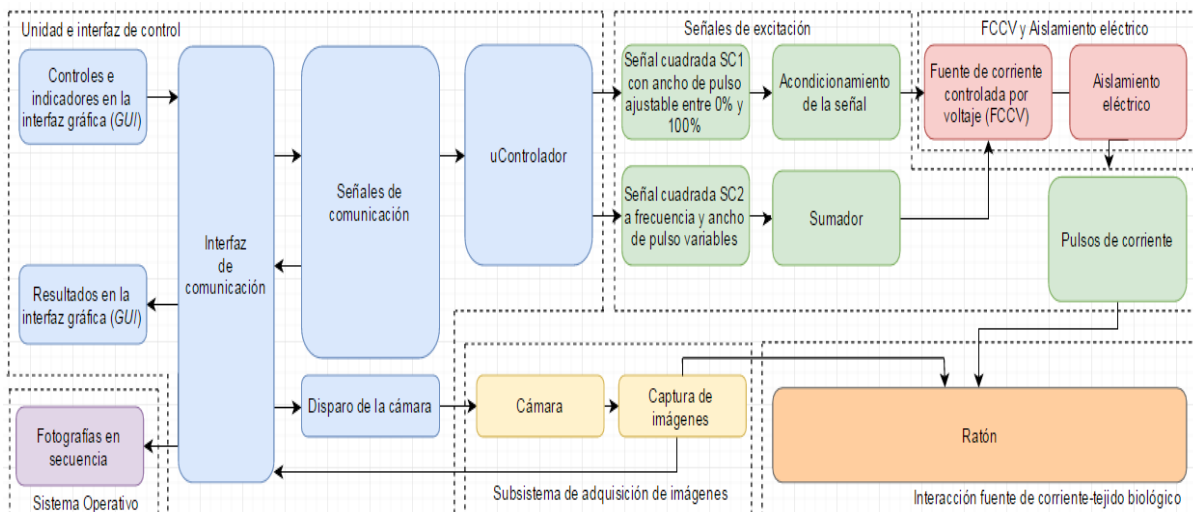 Unidad e interfaz de control
Controles e
indicadores en la
interfaz gráfica (GUI)
Resultados en la
interfaz gráfica (GUI)
Fotografías en
secuencia
Sistema Operativo
Interfaz
de
comunicación
Señales de
comunicación
Disparo de la cámara
uControlador
Señales de excitación
Señal cuadrada SC1
con ancho de pulso
ajustable entre 0% y
100%
Acondicionamiento
de la señal
Señal cuadrada SC2
a frecuencia y ancho
de pulso variables
Sumador
FCCV y Aislamiento eléctrico
Fuente de corriente
controlada por
voltaje (FCCV)
Aislamiento
eléctrico
Pulsos de corriente
Cámara
Captura de
imágenes
Subsistema de adquisición de imágenes
Ratón
Interacción fuente de corriente-tejido biológico